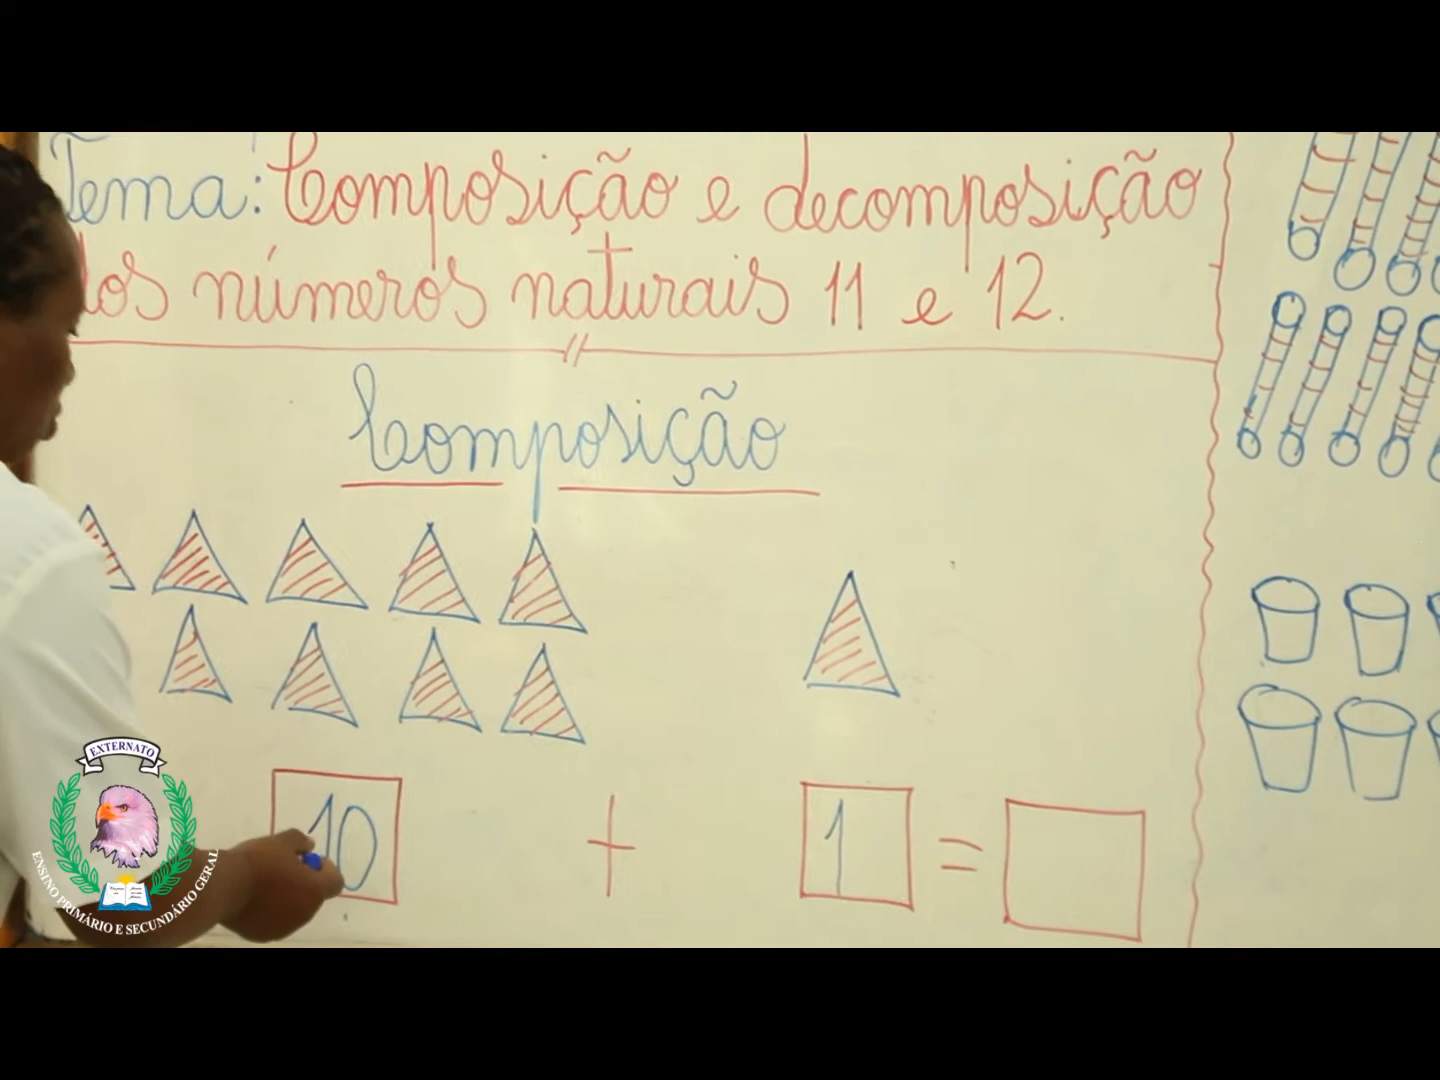 Tema: Composição e decomposição
dos números naturais 11 e 12.
Composição
10 + 1 =
EXTERNATO
ENSINO PRIMÁRIO E SECUNDÁRIO GERAL